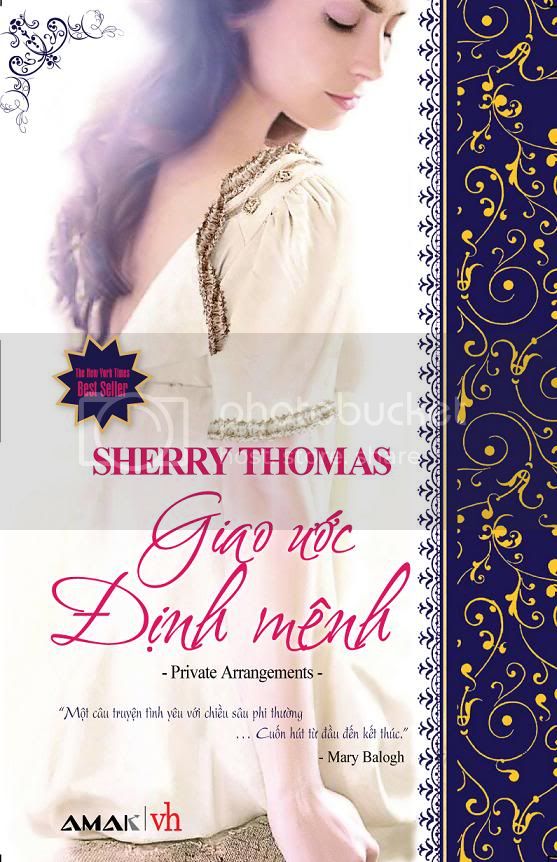 The New York Times
Best Seller
photobucket
SHERRY THOMAS
Giao ước
Định mệnh
- Private Arrangements -
“Một câu truyện tình yêu với chiều sâu phi thường
... Cuốn hút từ đầu đến kết thúc.”
- Mary Balogh
AMAK vh